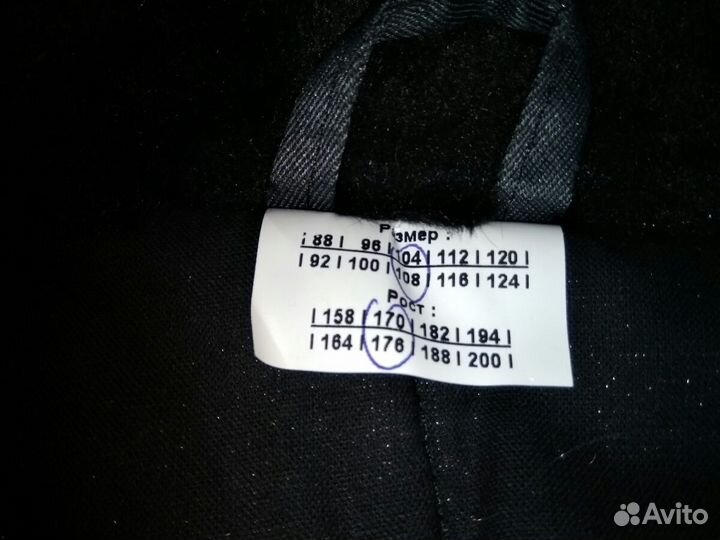 Размер :
| 88 | 96 | 104 | 112 | 120 |
| 92 | 100 | 108 | 116 | 124 |
Рост :
| 158 | 170 | 182 | 194 |
| 164 | 176 | 188 | 200 |
Avito